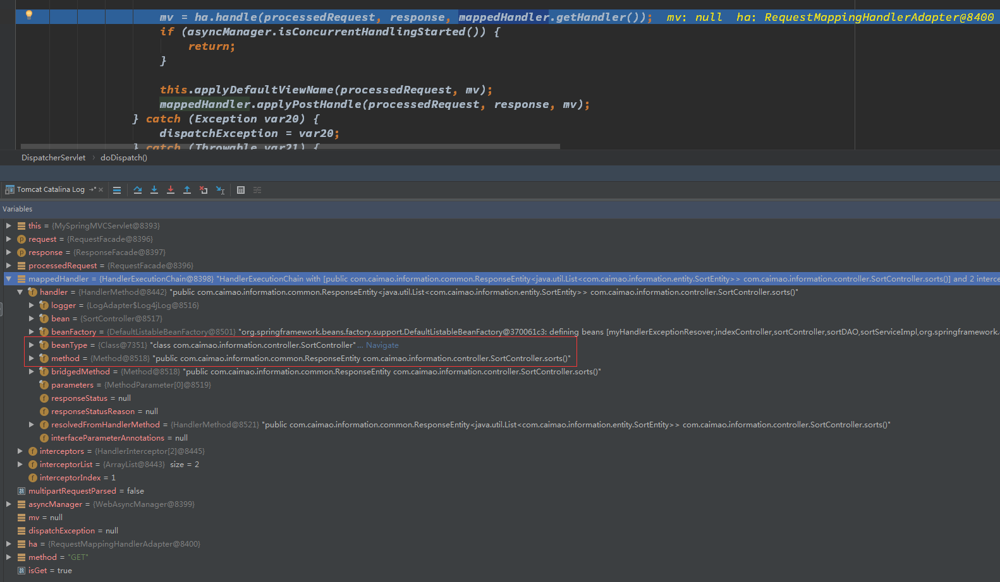 mv = ha.handle(processedRequest, response, mappedHandler.getHandler()); mv: null ha: RequestMappingHandlerAdapter@8400
if (asyncManager.isConcurrentHandlingStarted()) {
return;
}
this.applyDefaultViewName(processedRequest, mv);
mappedHandler.applyPostHandle(processedRequest, response, mv);
} catch (Exception var20) {
dispatchException = var20;
} catch (Throwable var21) {
DispatcherServlet › doDispatch()
Tomcat Catalina Log
Variables
this = {MySpringMVCServlet@8393}
request = {RequestFacade@8396}
response = {ResponseFacade@8397}
processedRequest = {RequestFacade@8396}
mappedHandler = {HandlerExecutionChain@8398} "HandlerExecutionChain with [public com.caimao.information.common.ResponseEntity<java.util.List<com.caimao.information.entity.SortEntity>> com.caimao.information.controller.SortController.sorts()] and 2 interce
handler = {HandlerMethod@8442} "public com.caimao.information.common.ResponseEntity<java.util.List<com.caimao.information.entity.SortEntity>> com.caimao.information.controller.SortController.sorts()"
logger = {LogAdapter$Log4jLog@8516}
bean = {SortController@8517}
beanFactory = {DefaultListableBeanFactory@8501} "org.springframework.beans.factory.support.DefaultListableBeanFactory@370061c3: defining beans [myHandlerExceptionResover,indexController,sortController,sortDAO,sortServiceImpl,org.springframework.
beanType = {Class@7351} "class com.caimao.information.controller.SortController" ... Navigate
method = {Method@8518} "public com.caimao.information.common.ResponseEntity com.caimao.information.controller.SortController.sorts()"
bridgedMethod = {Method@8518} "public com.caimao.information.common.ResponseEntity com.caimao.information.controller.SortController.sorts()"
parameters = {MethodParameter[0]@8519}
responseStatus = null
responseStatusReason = null
resolvedFromHandlerMethod = {HandlerMethod@8521} "public com.caimao.information.common.ResponseEntity<java.util.List<com.caimao.information.entity.SortEntity>> com.caimao.information.controller.SortController.sorts()"
interfaceParameterAnnotations = null
interceptors = {HandlerInterceptor[2]@8445}
interceptorList = {ArrayList@8443} size = 2
interceptorIndex = 1
multipartRequestParsed = false
asyncManager = {WebAsyncManager@8399}
mv = null
dispatchException = null
ha = {RequestMappingHandlerAdapter@8400}
method = "GET"
isGet = true